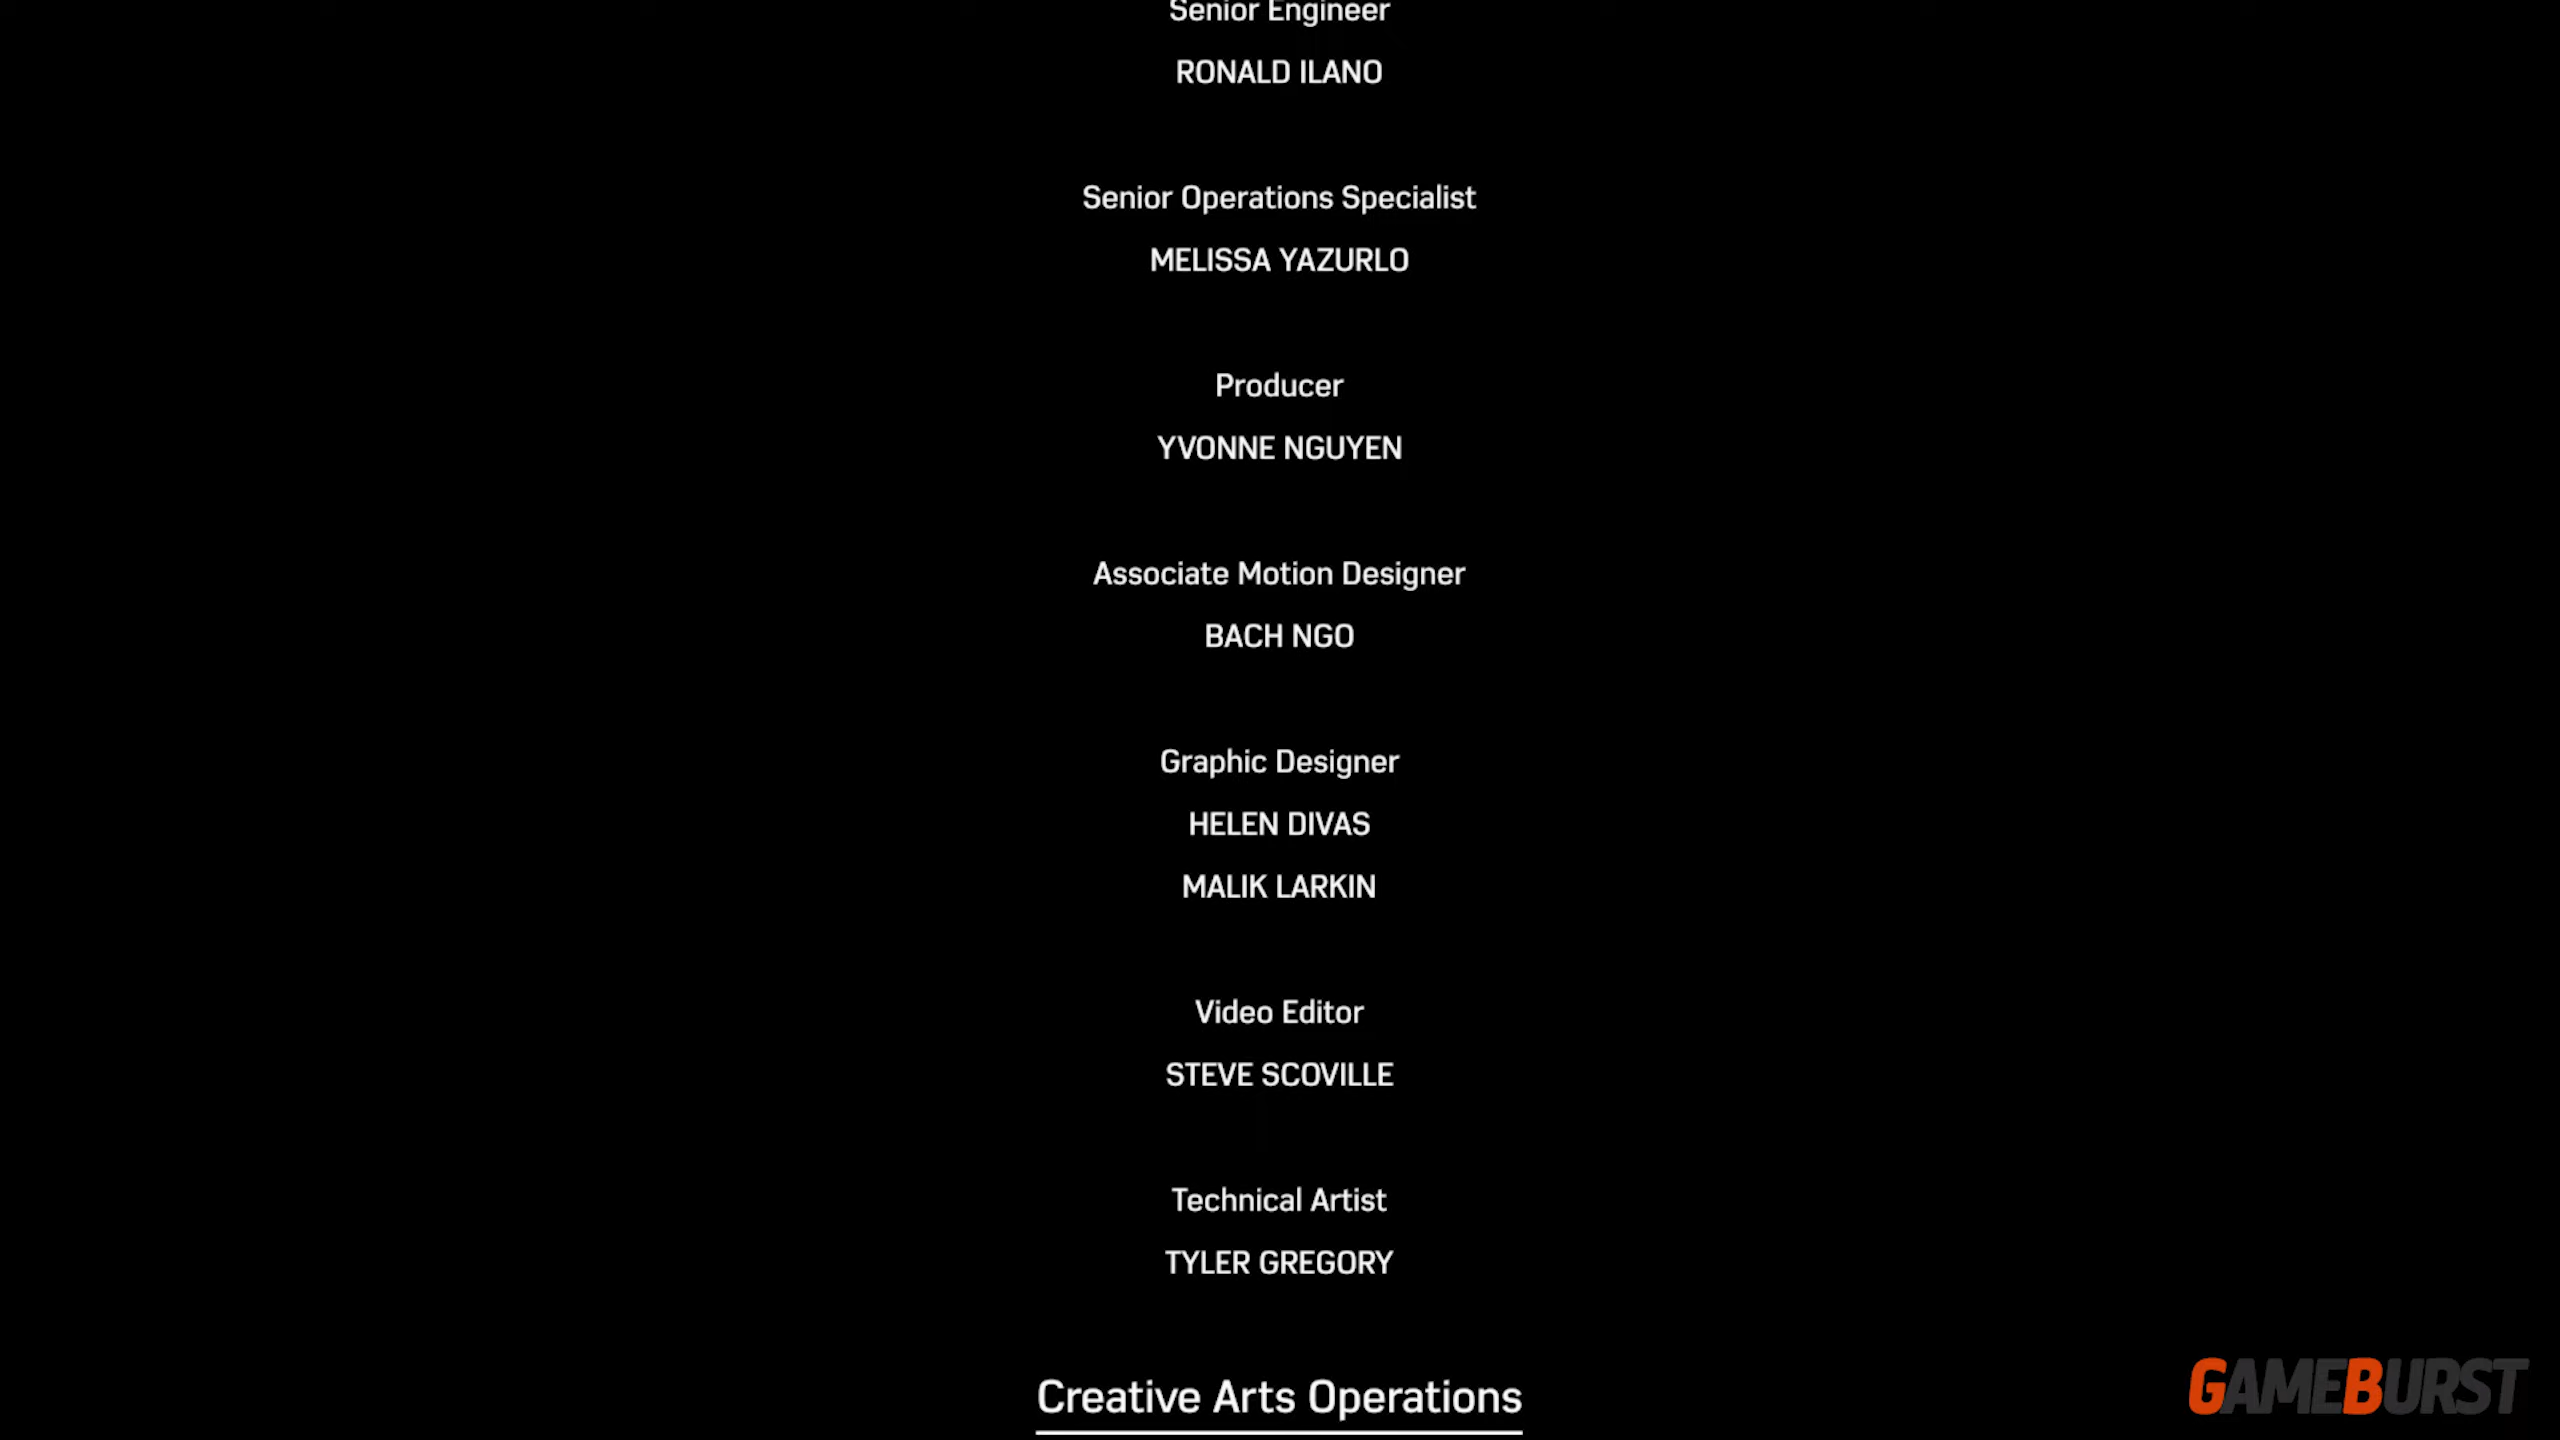 Senior Engineer
RONALD ILANO
Senior Operations Specialist
MELISSA YAZURLO
Producer
YVONNE NGUYEN
Associate Motion Designer
BACH NGO
Graphic Designer
HELEN DIVAS
MALIK LARKIN
Video Editor
STEVE SCOVILLE
Technical Artist
TYLER GREGORY
Creative Arts Operations
GAMEBURST